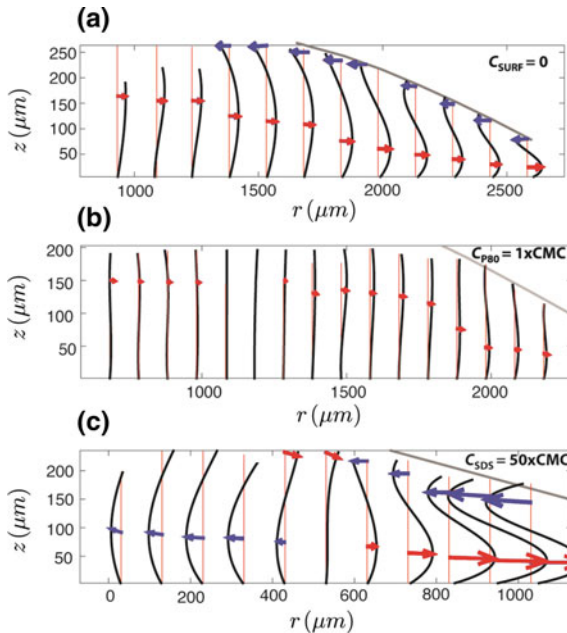 (a)
250
200
150
100
50
z (μm)
C_SURF = 0
1000 1500 2000 2500
r (μm)
(b)
200
150
100
50
z (μm)
C_P80 = 1xCMC
1000 1500 2000
r (μm)
(c)
200
150
100
50
0
z (μm)
C_SDS = 50xCMC
0 200 400 600 800 1000
r (μm)